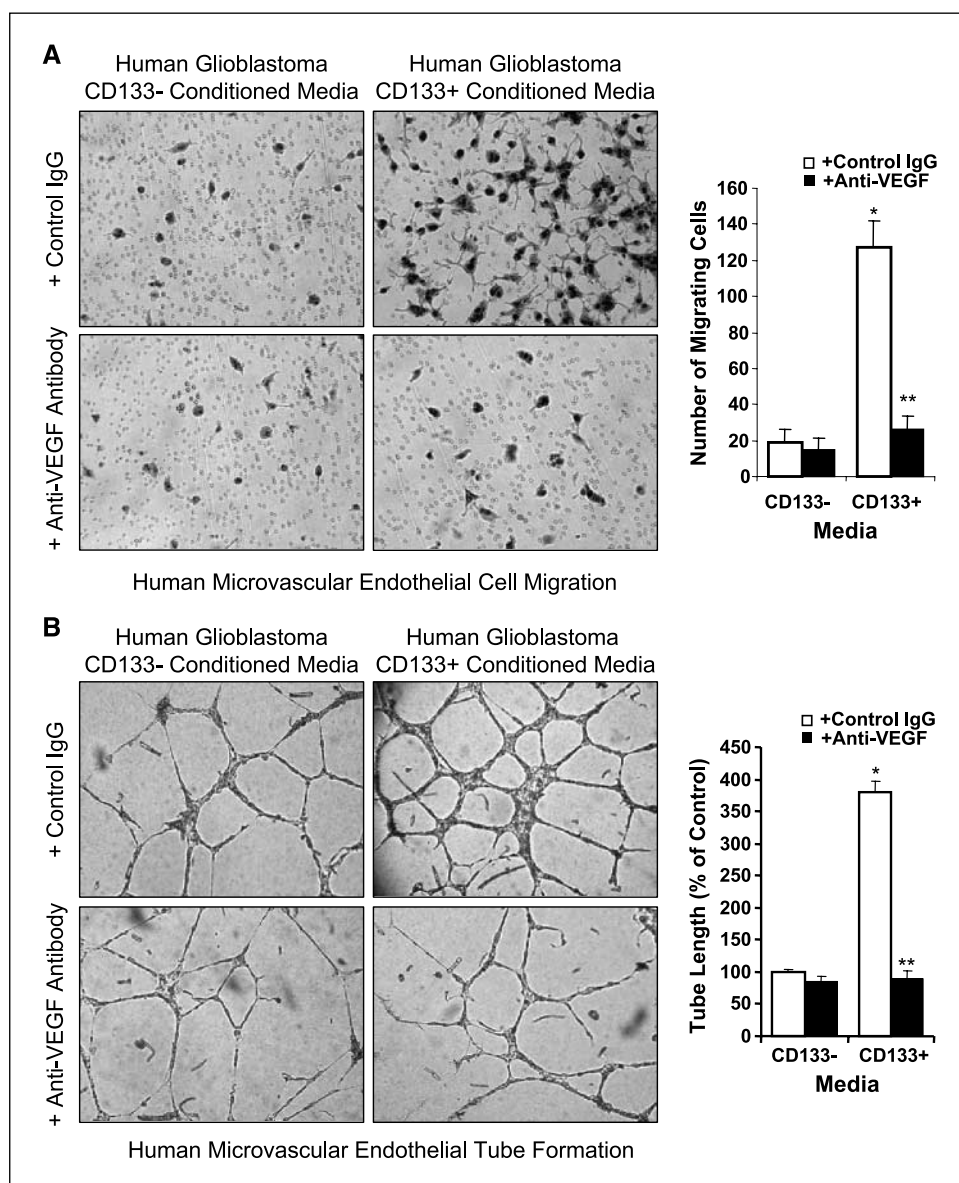 A
Human Glioblastoma
CD133- Conditioned Media
Human Glioblastoma
CD133+ Conditioned Media
+ Control IgG
+ Anti-VEGF Antibody
Human Microvascular Endothelial Cell Migration
+Control IgG
+Anti-VEGF
Number of Migrating Cells
160
140
120
100
80
60
40
20
0
*
**
CD133-
CD133+
Media
B
Human Glioblastoma
CD133- Conditioned Media
Human Glioblastoma
CD133+ Conditioned Media
+ Control IgG
+ Anti-VEGF Antibody
Human Microvascular Endothelial Tube Formation
+Control IgG
+Anti-VEGF
Tube Length (% of Control)
450
400
350
300
250
200
150
100
50
0
*
**
CD133-
CD133+
Media